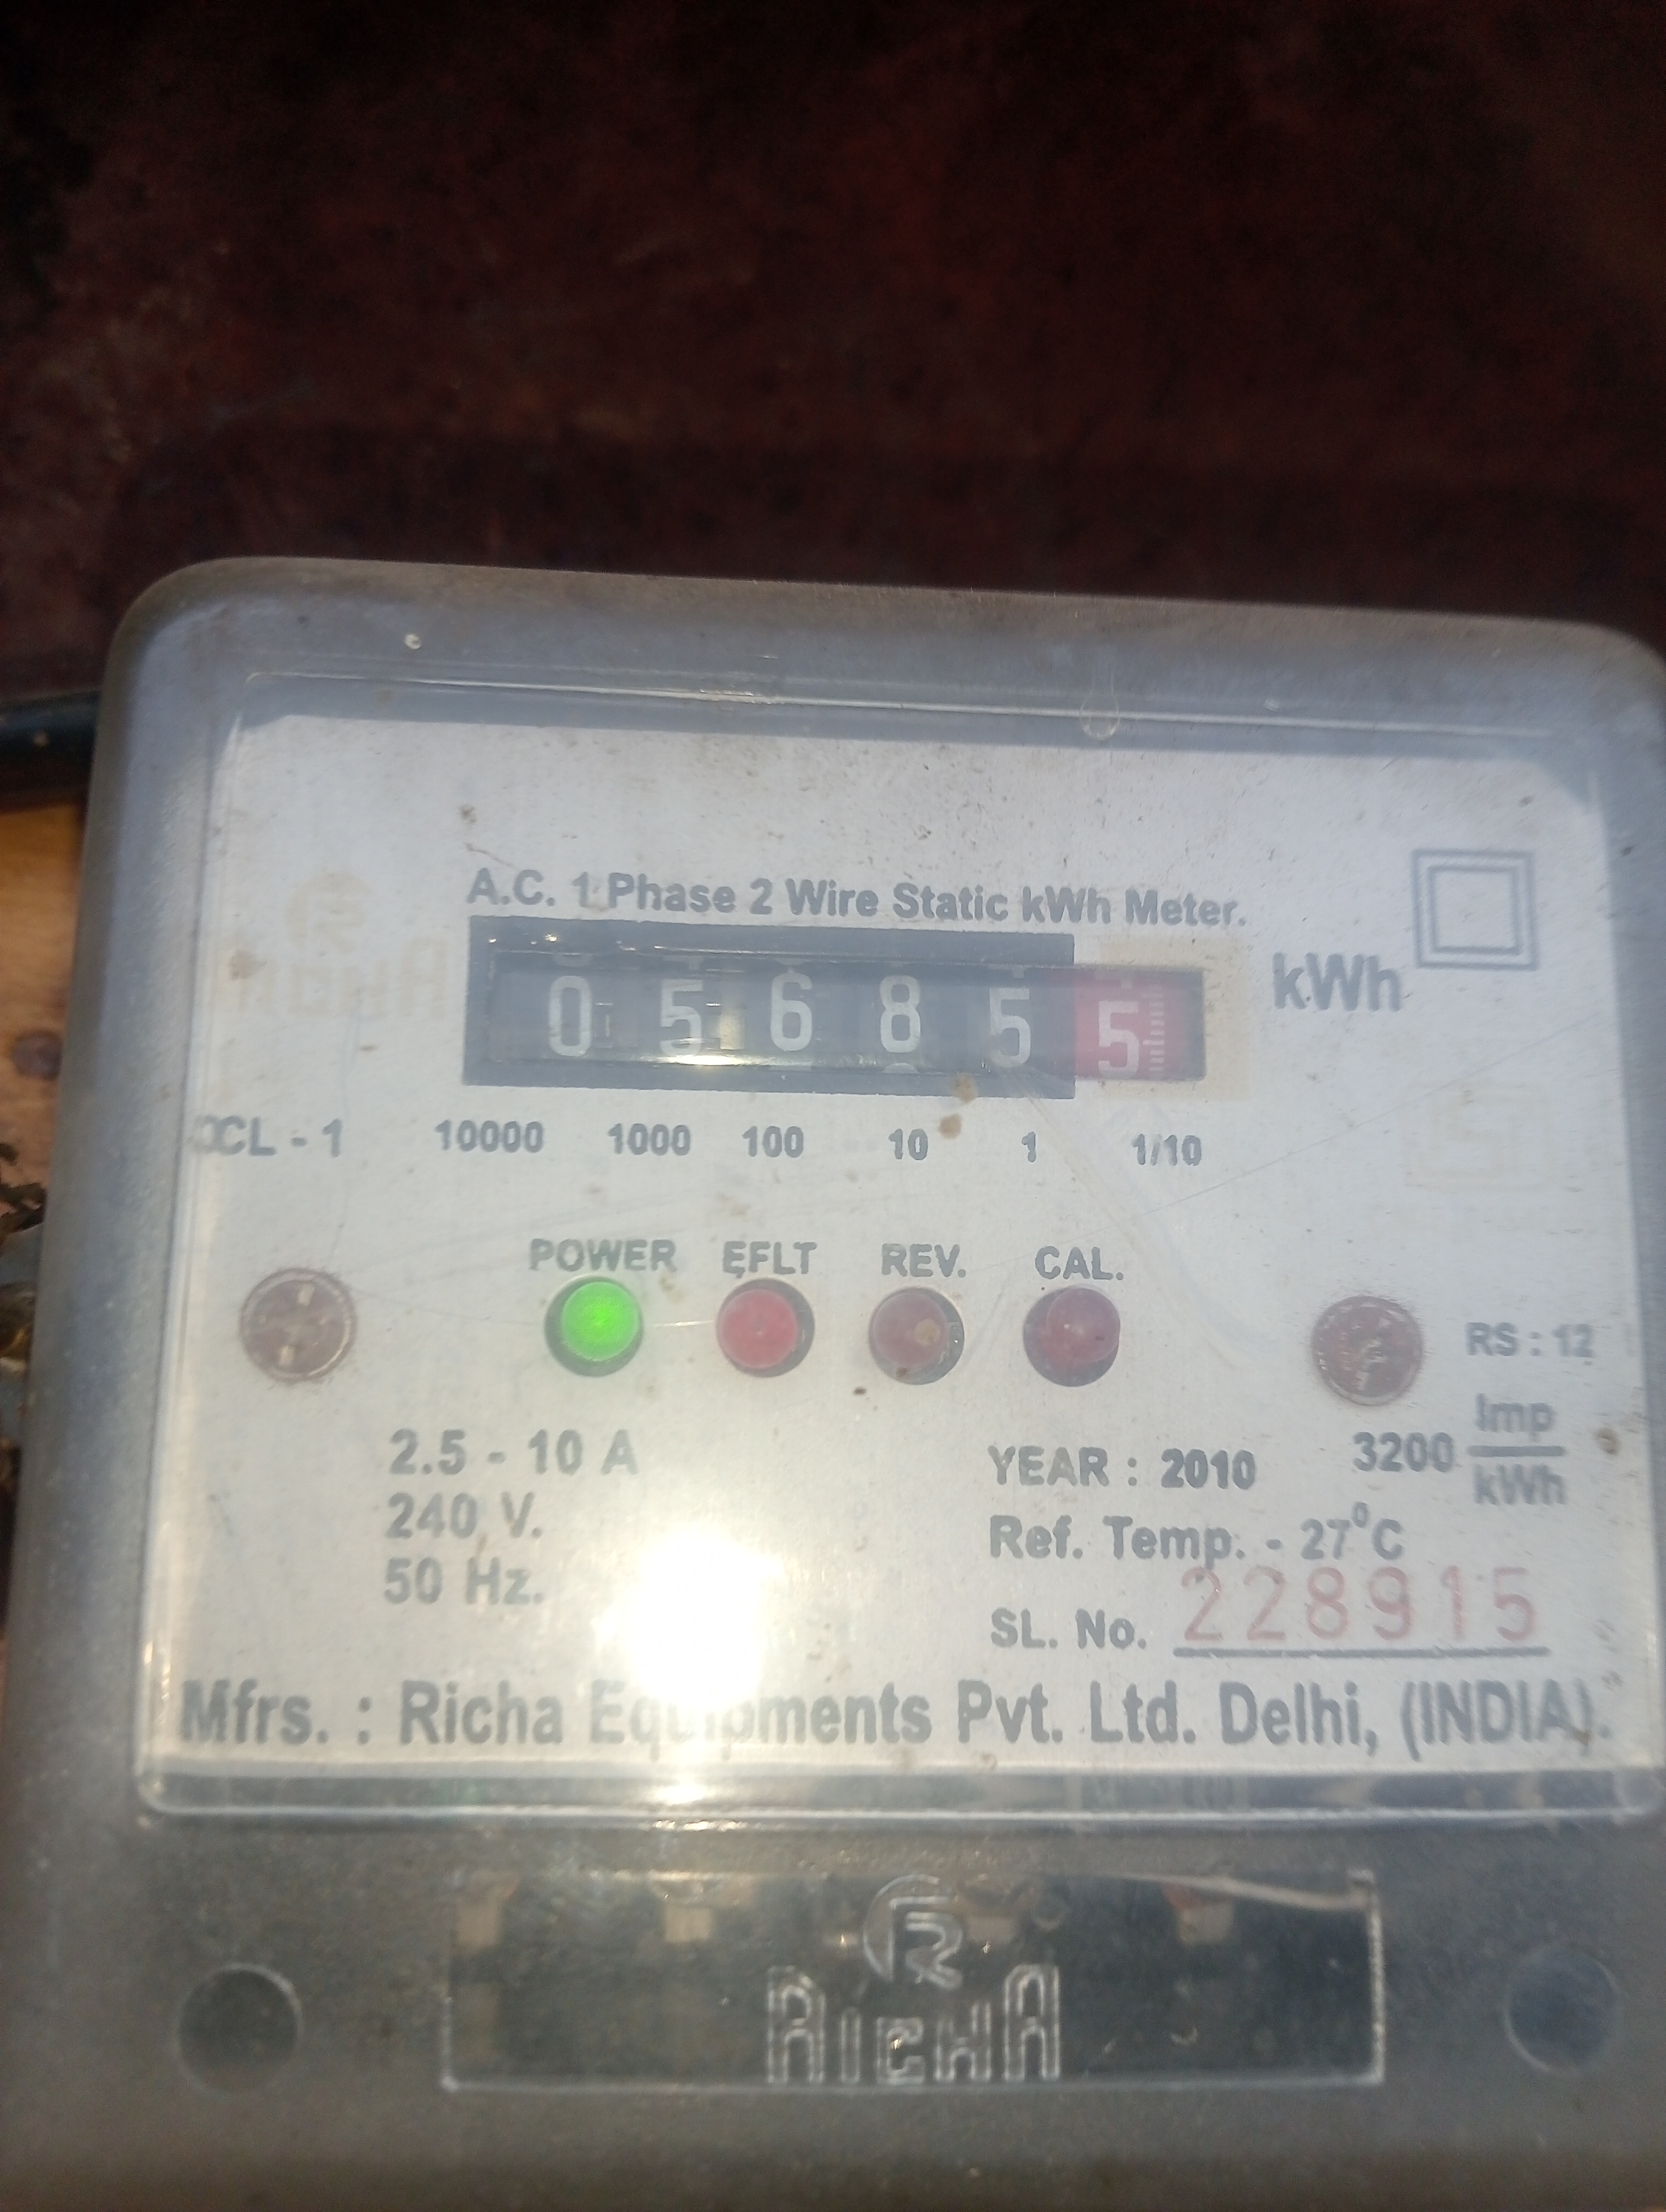 A.C. 1 Phase 2 Wire Static kWh Meter.
0 5 6 8 5 5 kWh
CL - 1 10000 1000 100 10 1 1/10
POWER EFLT REV. CAL.
RS : 12
2.5 - 10 A
240 V.
50 Hz.
YEAR : 2010
3200 Imp
kWh
Ref. Temp. - 27°C
SL. No. 228915
Mfrs. : Richa Equipments Pvt. Ltd. Delhi, (INDIA).
RICHA